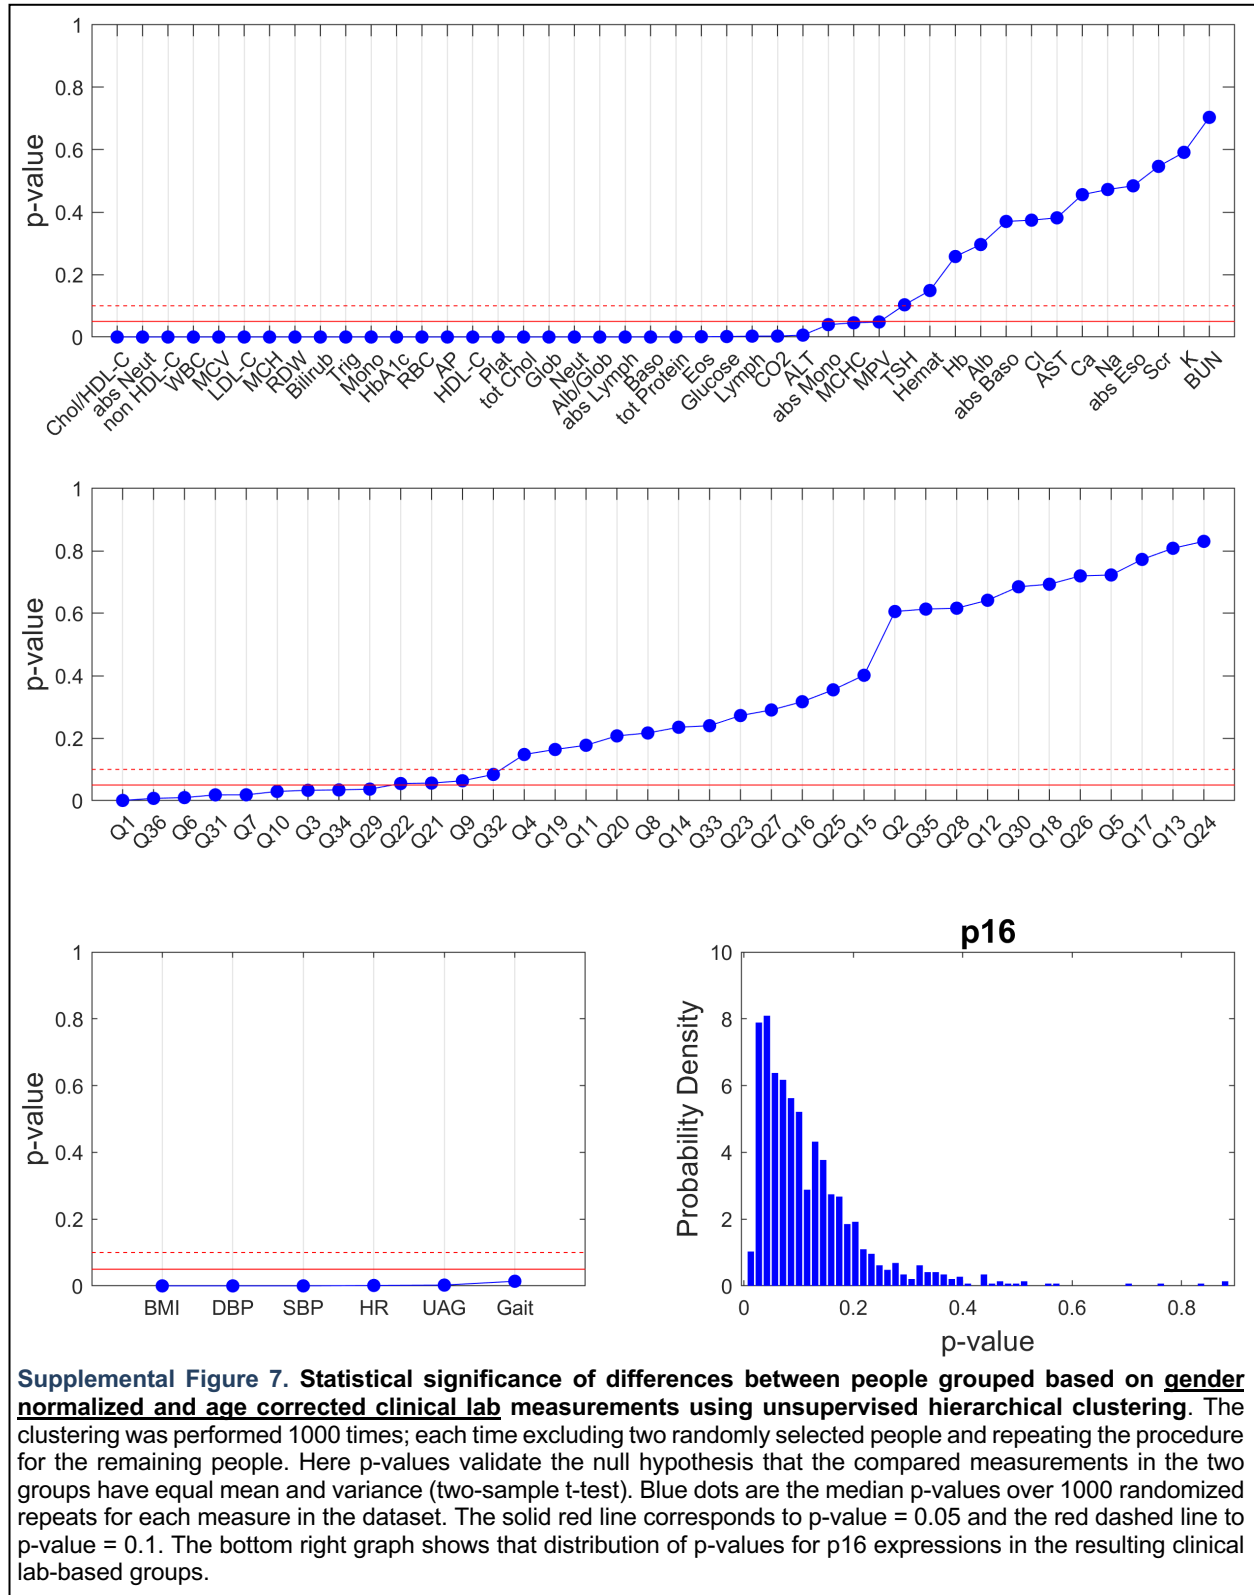 1
0.8
0.6
0.4
0.2
0
p-value
Chol/HDL-C
abs Neut
non HDL-C
WBC
MCV
LDL-C
MCH
RDW
Bilirub
Trig
Mono
HbA1c
RBC
AP
HDL-C
Plat
tot Chol
Glob
Neut
Alb/Glob
abs Lymph
Baso
tot Protein
Eos
Glucose
Lymph
CO2
ALT
abs Mono
MCHC
MPV
TSH
Hemat
Hb
Alb
abs Baso
Cl
AST
Ca
Na
abs Eso
Scr
K
BUN
1
0.8
0.6
0.4
0.2
0
p-value
Q1
Q36
Q6
Q31
Q7
Q10
Q3
Q34
Q29
Q22
Q21
Q9
Q32
Q4
Q19
Q11
Q20
Q8
Q14
Q33
Q23
Q27
Q16
Q25
Q15
Q2
Q35
Q28
Q12
Q30
Q18
Q26
Q5
Q17
Q13
Q24
1
0.8
0.6
0.4
0.2
0
p-value
BMI DBP SBP HR UAG Gait
p16
10
8
6
4
2
0
Probability Density
0 0.2 0.4 0.6 0.8
p-value
Supplemental Figure 7. Statistical significance of differences between people grouped based on gender
normalized and age corrected clinical lab measurements using unsupervised hierarchical clustering. The
clustering was performed 1000 times; each time excluding two randomly selected people and repeating the procedure
for the remaining people. Here p-values validate the null hypothesis that the compared measurements in the two
groups have equal mean and variance (two-sample t-test). Blue dots are the median p-values over 1000 randomized
repeats for each measure in the dataset. The solid red line corresponds to p-value = 0.05 and the red dashed line to
p-value = 0.1. The bottom right graph shows that distribution of p-values for p16 expressions in the resulting clinical
lab-based groups.